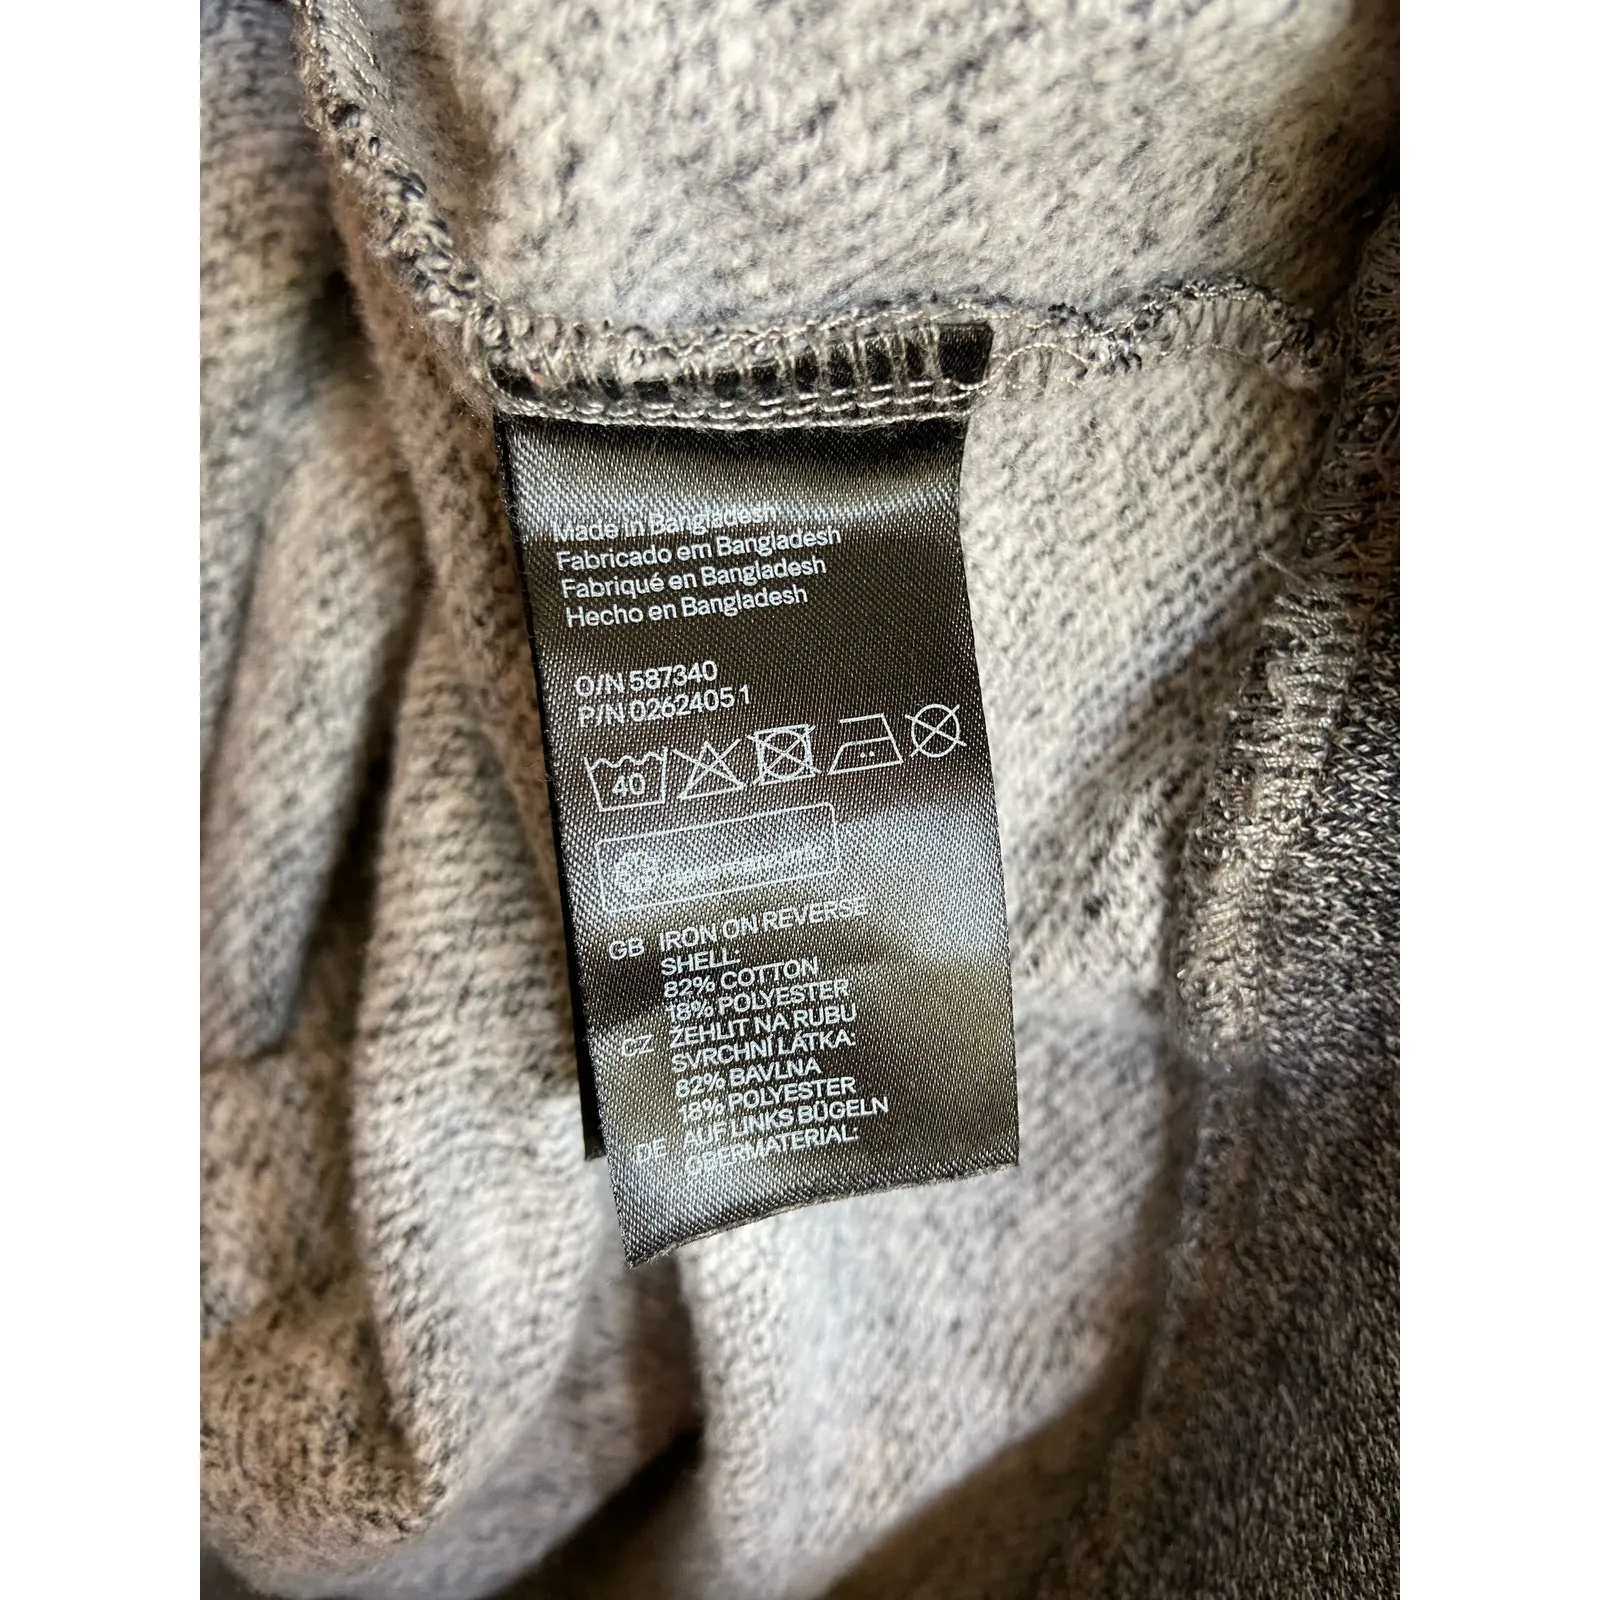 Made in Bangladesh
Fabricado em Bangladesh
Fabriqué en Bangladesh
Hecho en Bangladesh
O/N 587340
P/N 02624051
40
GB IRON ON REVERSE
SHELL:
82% COTTON
18% POLYESTER
CZ ŽEHLIT NA RUBU
SVRCHNÍ LÁTKA:
82% BAVLNA
18% POLYESTER
DE AUF LINKS BÜGELN
OBERMATERIAL: